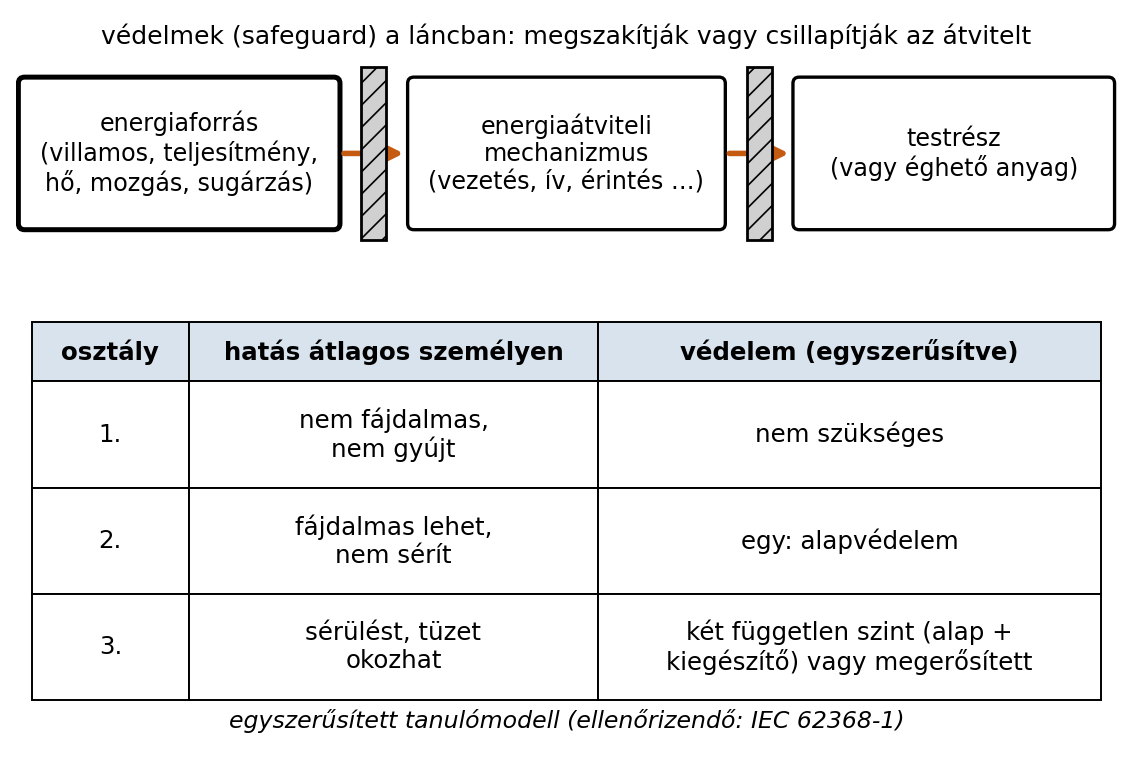 védelmek (safeguard) a láncban: megszakítják vagy csillapítják az átvitelt
energiaforrás
(villamos, teljesítmény,
hő, mozgás, sugárzás)
energiaátviteli
mechanizmus
(vezetés, ív, érintés ...)
testrész
(vagy éghető anyag)
osztály
hatás átlagos személyen
védelem (egyszerűsítve)
1.
nem fájdalmas,
nem gyújt
nem szükséges
2.
fájdalmas lehet,
nem sérít
egy: alapvédelem
3.
sérülést, tüzet
okozhat
két független szint (alap +
kiegészítő) vagy megerősített
egyszerűsített tanulómodell (ellenőrizendő: IEC 62368-1)